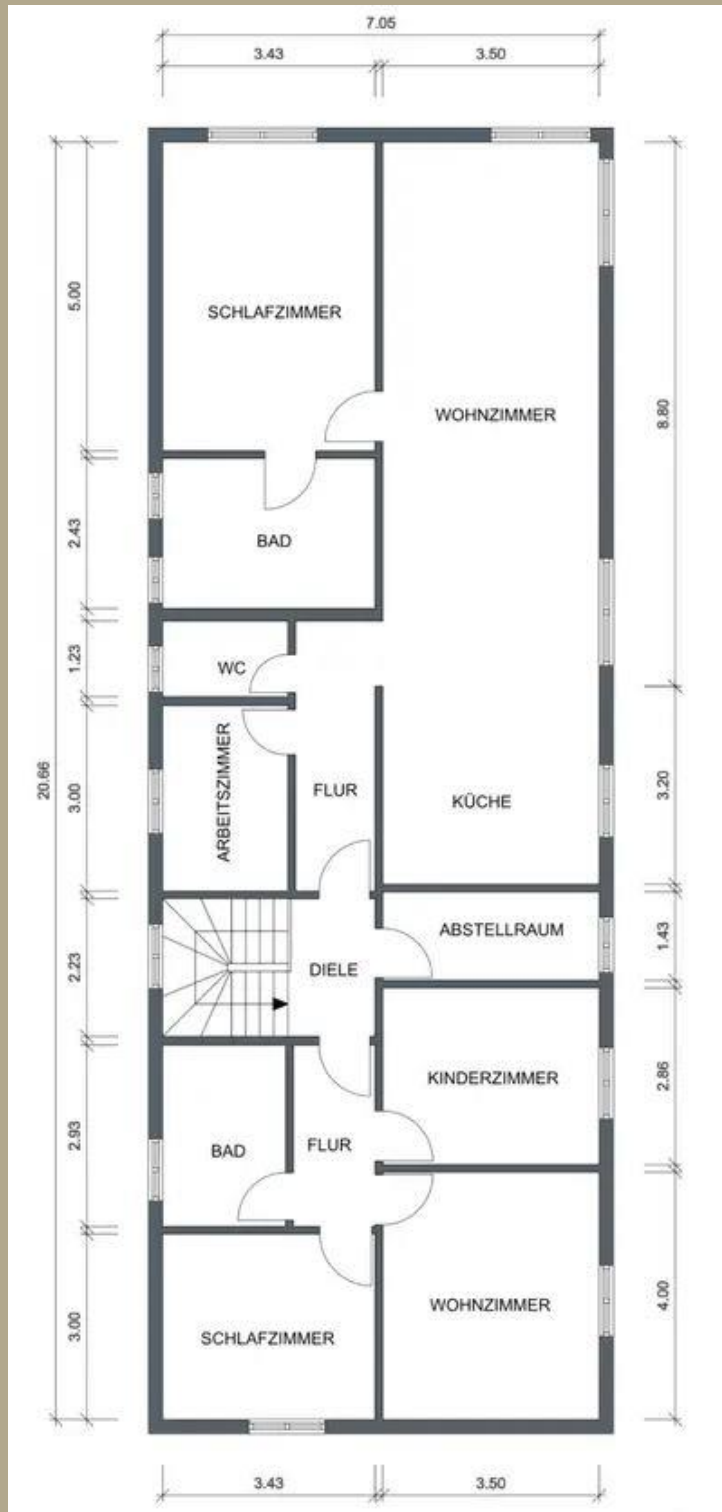 7.05
3.43
3.50
5.00
SCHLAFZIMMER
WOHNZIMMER
8.80
2.43
BAD
1.23
WC
20.66
3.00
ARBEITSZIMMER
FLUR
KÜCHE
3.20
ABSTELLRAUM
1.43
2.23
DIELE
KINDERZIMMER
2.86
2.93
BAD
FLUR
WOHNZIMMER
4.00
3.00
SCHLAFZIMMER
3.43
3.50